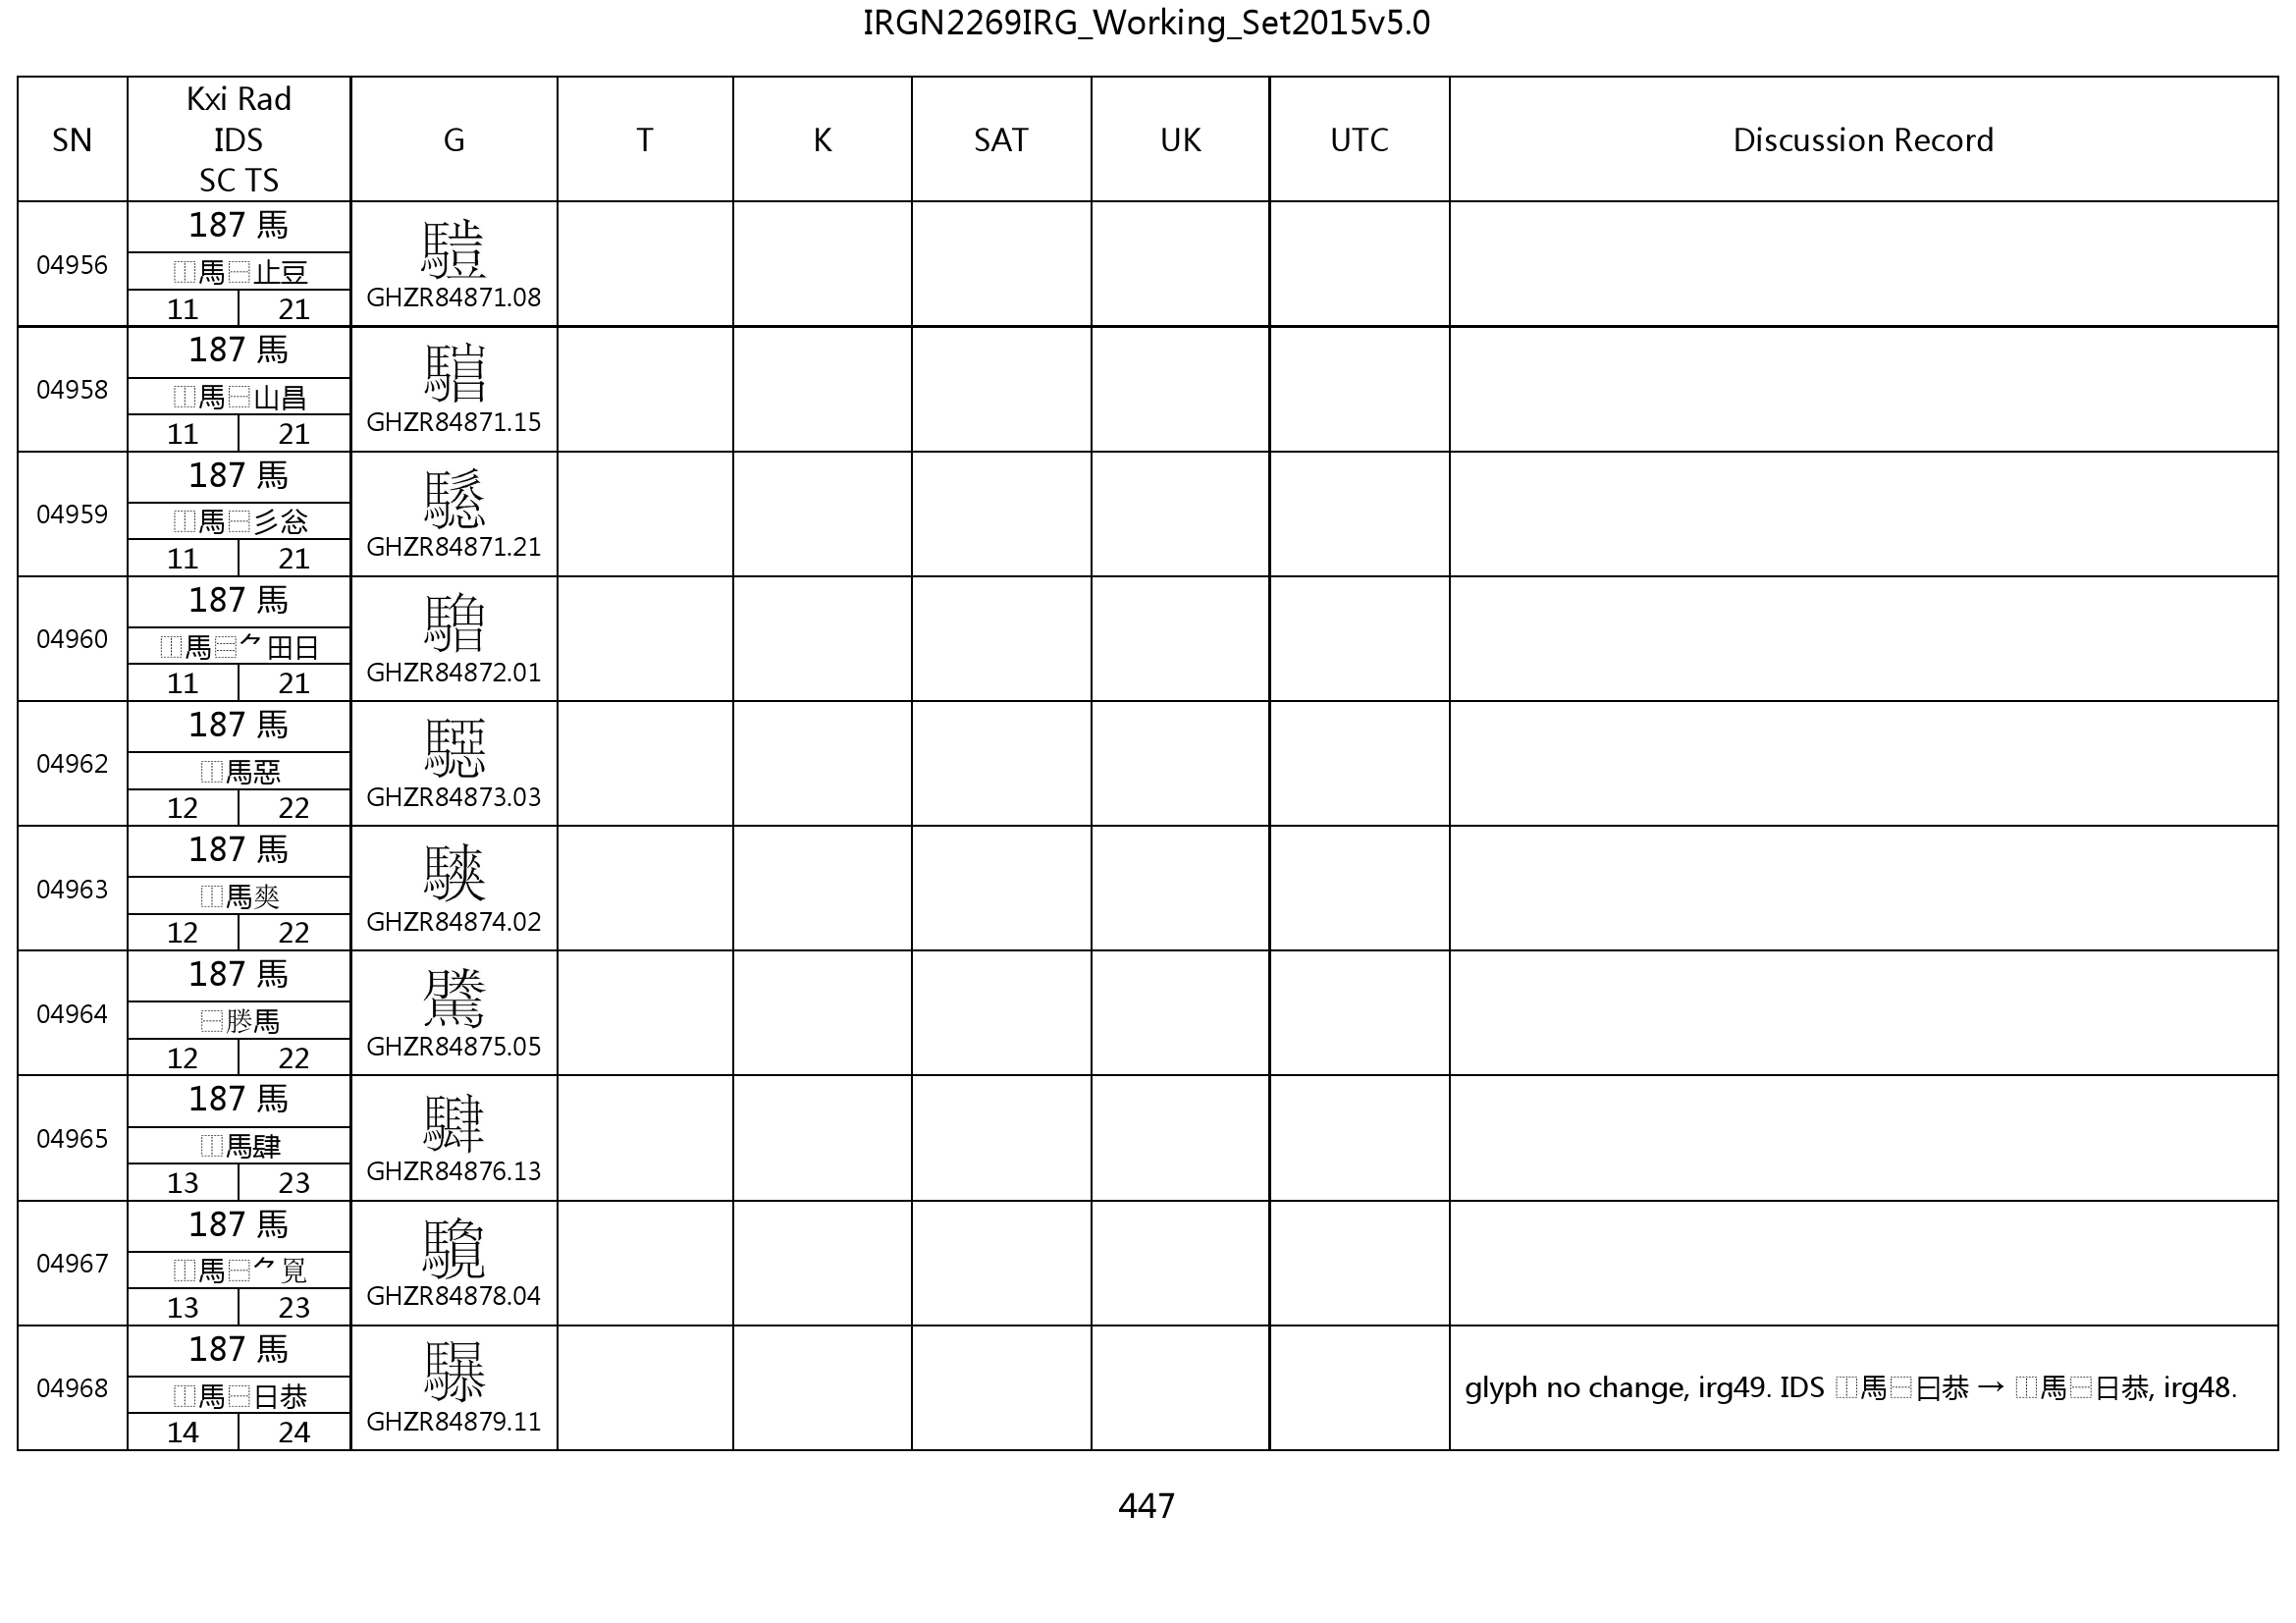 IRGN2269IRG_Working_Set2015v5.0
SN Kxi Rad IDS SC TS G T K SAT UK UTC Discussion Record
04956
187 馬
⿰馬⿱止豆
11 21
GHZR84871.08
04958
187 馬
⿰馬⿱山昌
11 21
GHZR84871.15
04959
187 馬
⿰馬⿱彡忩
11 21
GHZR84871.21
04960
187 馬
⿰馬⿳⺈田日
11 21
GHZR84872.01
04962
187 馬
⿰馬惡
12 22
GHZR84873.03
04963
187 馬
⿰馬
12 22
GHZR84874.02
04964
187 馬
⿱馬
12 22
GHZR84875.05
04965
187 馬
⿰馬肆
13 23
GHZR84876.13
04967
187 馬
⿰馬⿱⺈
13 23
GHZR84878.04
04968
187 馬
⿰馬⿱日恭
14 24
GHZR84879.11
glyph no change, irg49. IDS ⿰馬⿱曰恭 → ⿰馬⿱日恭, irg48.
447